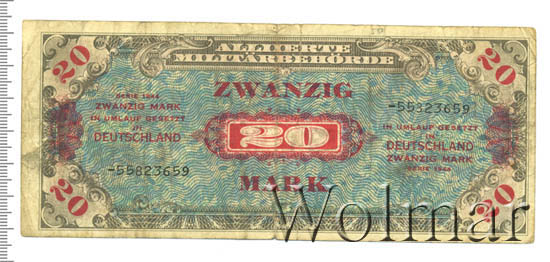 ALLIIERTE
MILITÄRBEHÖRDE
20
20
ZWANZIG
SERIE 1944
ZWANZIG MARK
IN UMLAUF GESETZT
IN
DEUTSCHLAND
-55823659
20
-55823659
IN UMLAUF GESETZT
IN
DEUTSCHLAND
ZWANZIG MARK
SERIE 1944
MARK
20
20
Wolmar